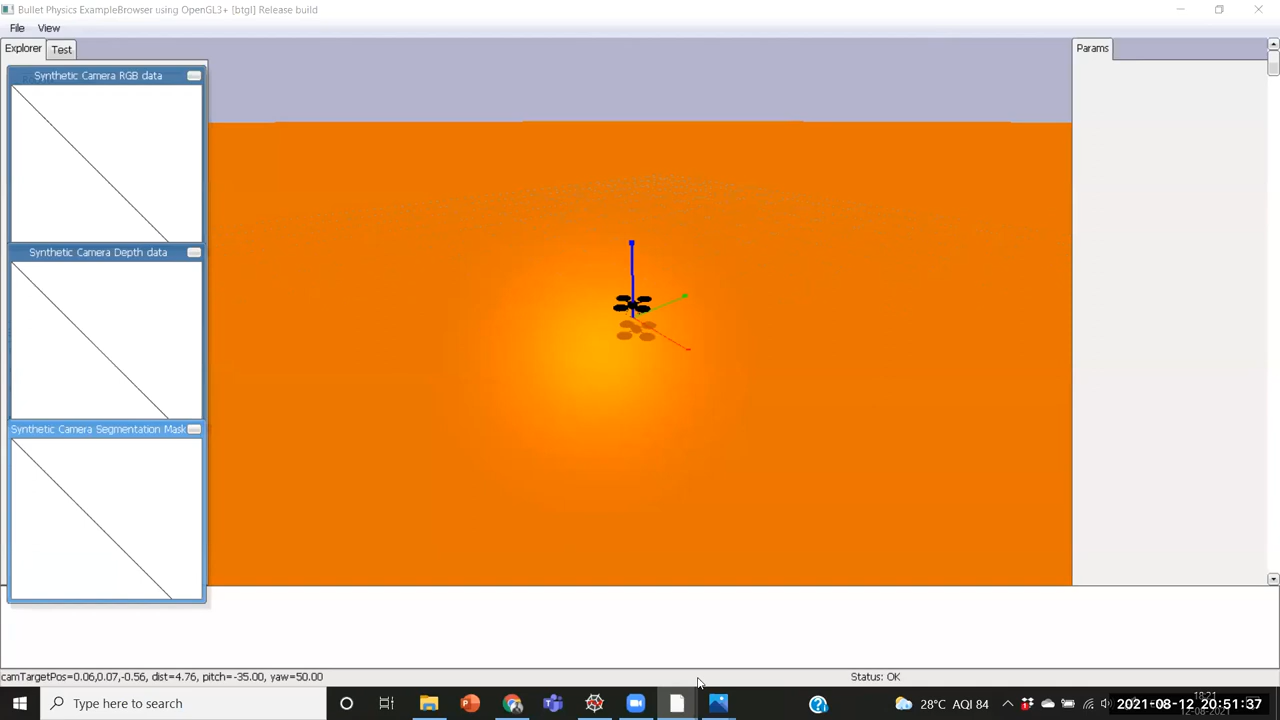 Bullet Physics ExampleBrowser using OpenGL3+ [btgl] Release build
File View
Explorer Test
Params
Synthetic Camera RGB data
Synthetic Camera Depth data
Synthetic Camera Segmentation Mask
camTargetPos=0.06,0.07,-0.56, dist=4.76, pitch=-35.00, yaw=50.00
Status: OK
Type here to search
28°C AQI 84
18:21
2021-08-12 20:51:37